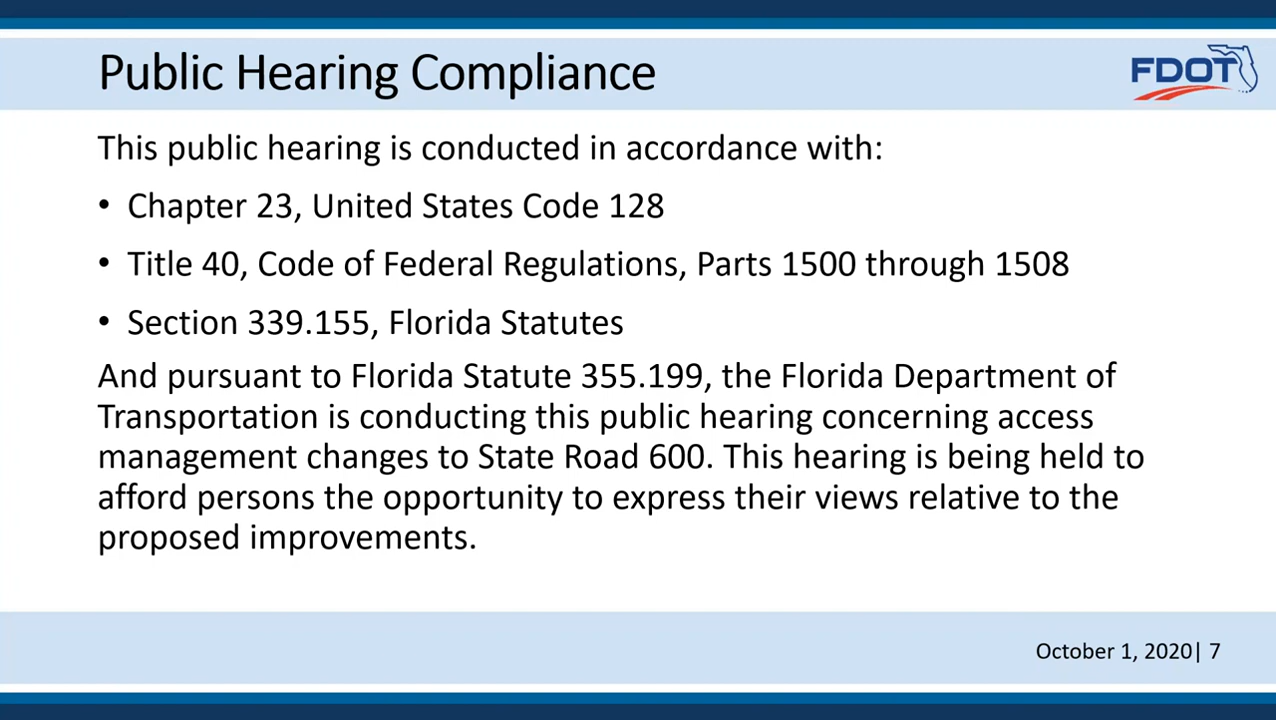 Public Hearing Compliance
FDOT
This public hearing is conducted in accordance with:
• Chapter 23, United States Code 128
• Title 40, Code of Federal Regulations, Parts 1500 through 1508
• Section 339.155, Florida Statutes
And pursuant to Florida Statute 355.199, the Florida Department of
Transportation is conducting this public hearing concerning access
management changes to State Road 600. This hearing is being held to
afford persons the opportunity to express their views relative to the
proposed improvements.
October 1, 2020| 7